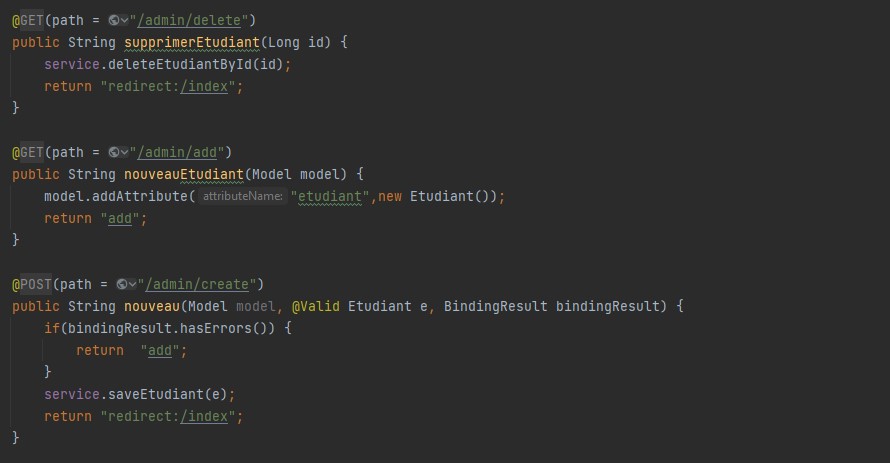 @GET(path = "/admin/delete")
public String supprimerEtudiant(Long id) {
    service.deleteEtudiantById(id);
    return "redirect:/index";
}

@GET(path = "/admin/add")
public String nouveauEtudiant(Model model) {
    model.addAttribute( attributeName: "etudiant",new Etudiant());
    return "add";
}

@POST(path = "/admin/create")
public String nouveau(Model model, @Valid Etudiant e, BindingResult bindingResult) {
    if(bindingResult.hasErrors()) {
        return  "add";
    }
    service.saveEtudiant(e);
    return "redirect:/index";
}